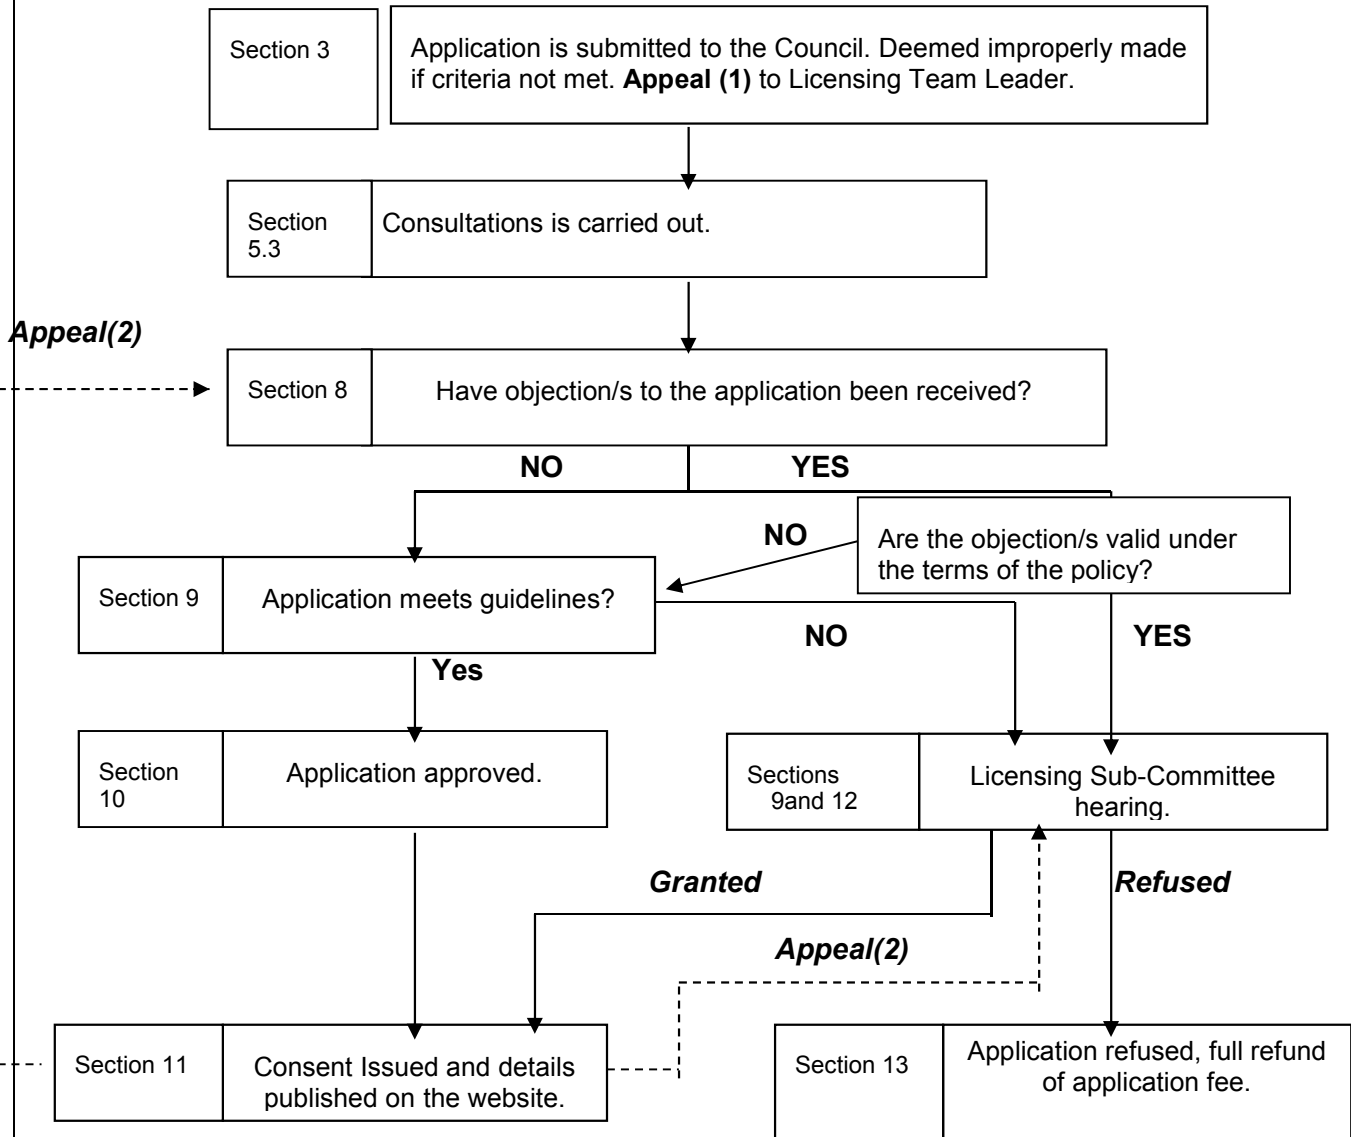 Section 3
Application is submitted to the Council. Deemed improperly made
if criteria not met. Appeal (1) to Licensing Team Leader.
Section
5.3
Consultations is carried out.
Appeal(2)
Section 8
Have objection/s to the application been received?
NO
YES
NO
Are the objection/s valid under
the terms of the policy?
Section 9
Application meets guidelines?
NO
YES
Yes
Section
10
Application approved.
Sections
9and 12
Licensing Sub-Committee
hearing.
Granted
Refused
Appeal(2)
Section 11
Consent Issued and details
published on the website.
Section 13
Application refused, full refund
of application fee.